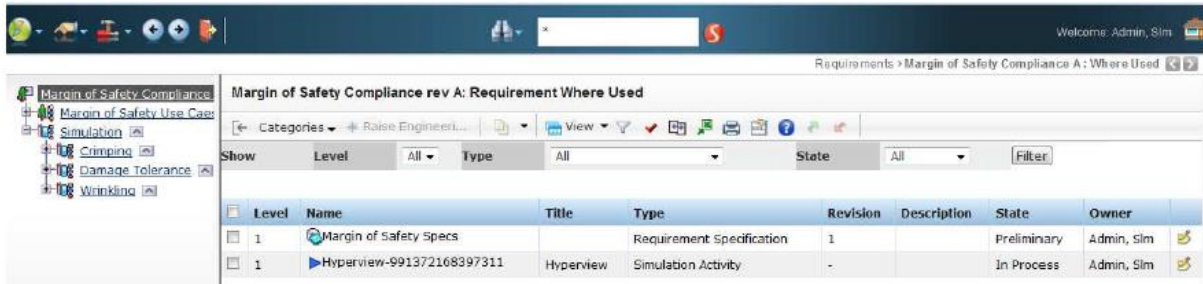 *
S
Welcome: Admin, Slm
Requirements > Margin of Safety Compliance A : Where Used
Margin of Safety Compliance
Margin of Safety Use Caes
Simulation
Crimping
Damage Tolerance
Wrinkling
Margin of Safety Compliance rev A: Requirement Where Used
Categories Raise Engineeri... View
Show Level All Type All State All Filter
Level Name Title Type Revision Description State Owner
1 Margin of Safety Specs Requirement Specification 1 Preliminary Admin, Slm
1 Hyperview-991372168397311 Hyperview Simulation Activity - In Process Admin, Slm